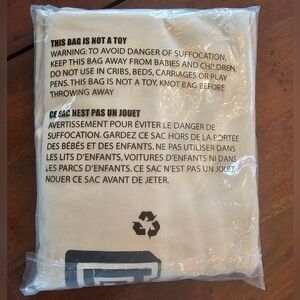 THIS BAG IS NOT A TOY
WARNING: TO AVOID DANGER OF SUFFOCATION,
KEEP THIS BAG AWAY FROM BABIES AND CHILDREN.
DO NOT USE IN CRIBS, BEDS, CARRIAGES OR PLAY
PENS. THIS BAG IS NOT A TOY, KNOT BAG BEFORE
THROWING AWAY
CE SAC NEST PAS UN JOUET
AVERTISSEMENT POUR ÉVITER LE DANGER DE
SUFFOCATION. GARDEZ CE SAC HORS DE LA PORTÉE
DES BÉBÉS ET DES ENFANTS. NE PAS UTILISER DANS
LES LITS D'ENFANTS, VOITURES D'ENFANTS NI DANS
LES PARCS D'ENFANTS. CE SAC N'EST PAS UN JOUET.
NOUER CE SAC AVANT DE JETER.